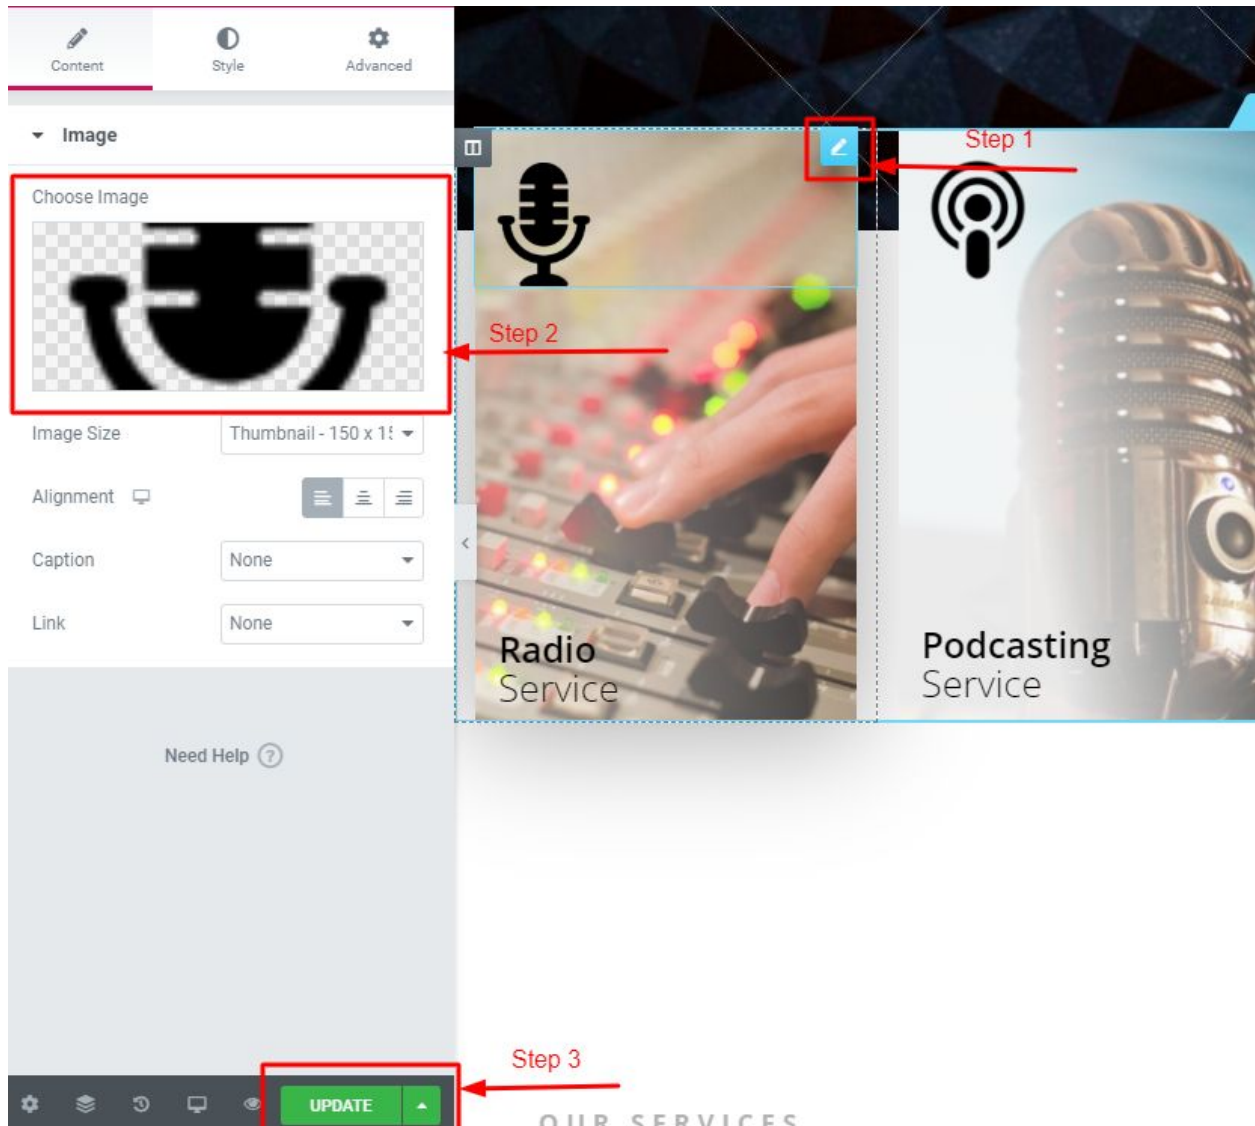 Content
Style
Advanced
Image
Choose Image
Image Size
Thumbnail - 150 x 15
Alignment
Caption
None
Link
None
Need Help ?
UPDATE
Step 1
Step 2
Radio
Service
Podcasting
Service
Step 3
OUR SERVICES